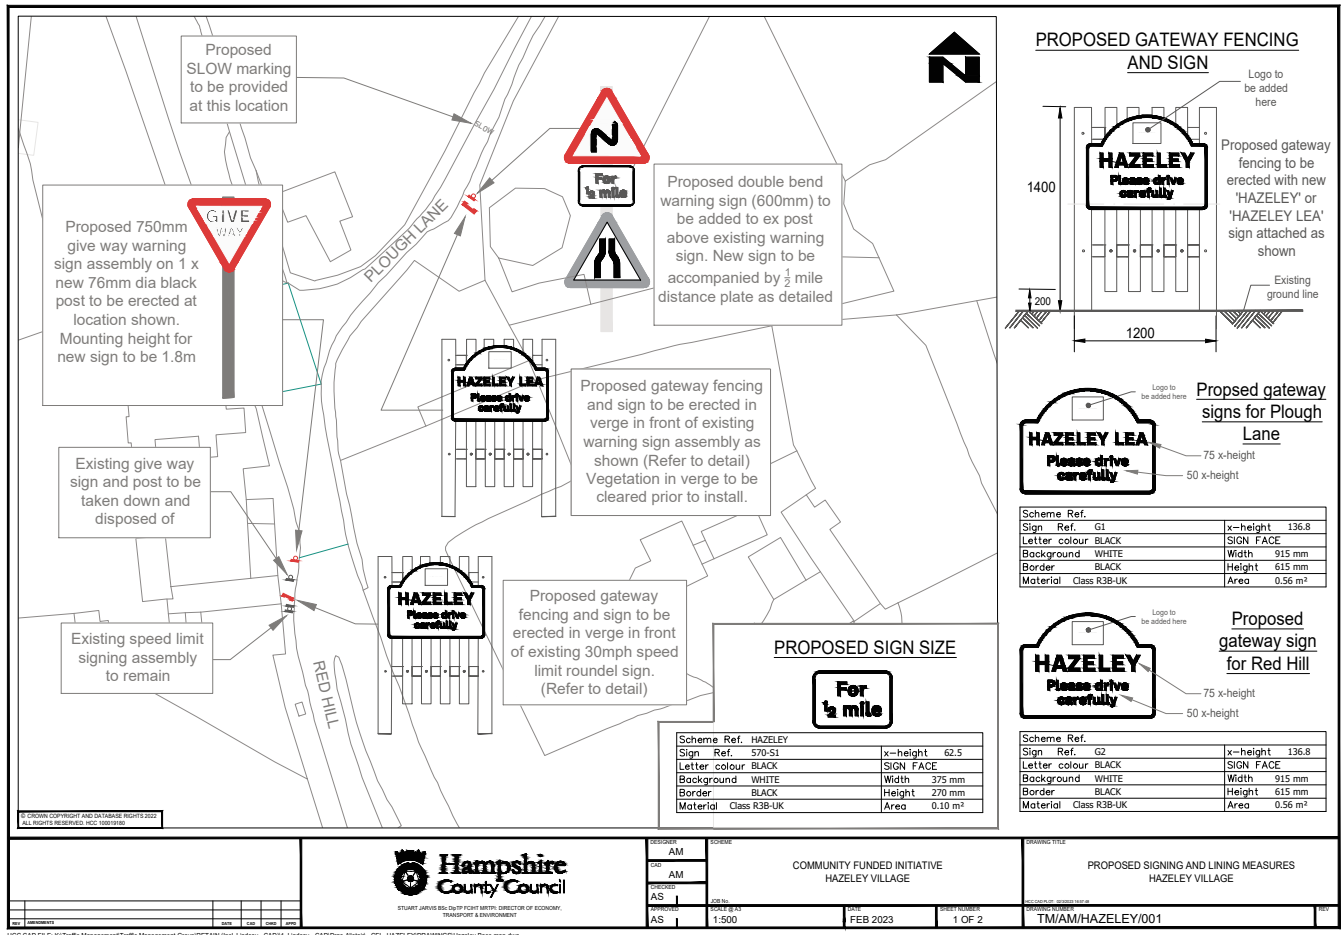 Proposed
SLOW marking
to be provided
at this location
SLOW
PLOUGH LANE
N
For
½ mile
Proposed double bend
warning sign (600mm) to
be added to ex post
above existing warning
sign. New sign to be
accompanied by ½ mile
distance plate as detailed
Proposed 750mm
give way warning
sign assembly on 1 x
new 76mm dia black
post to be erected at
location shown.
Mounting height for
new sign to be 1.8m
GIVE
WAY
HAZELEY LEA
Please drive
carefully
Proposed gateway fencing
and sign to be erected in
verge in front of existing
warning sign assembly as
shown (Refer to detail)
Vegetation in verge to be
cleared prior to install.
Existing give way
sign and post to be
taken down and
disposed of
HAZELEY
Please drive
carefully
Proposed gateway
fencing and sign to be
erected in verge in front
of existing 30mph speed
limit roundel sign.
(Refer to detail)
Existing speed limit
signing assembly
to remain
RED HILL
PROPOSED SIGN SIZE
For
½ mile
Scheme Ref. HAZELEY
Sign Ref. 570-S1 x-height 62.5
Letter colour BLACK SIGN FACE
Background WHITE Width 375 mm
Border BLACK Height 270 mm
Material Class R3B-UK Area 0.10 m²
PROPOSED GATEWAY FENCING
AND SIGN
Logo to
be added
here
HAZELEY
Please drive
carefully
1400
200
1200
Proposed gateway
fencing to be
erected with new
'HAZELEY' or
'HAZELEY LEA'
sign attached as
shown
Existing
ground line
Logo to
be added here
HAZELEY LEA
Please drive
carefully
Propsed gateway
signs for Plough
Lane
75 x-height
50 x-height
Scheme Ref.
Sign Ref. G1 x-height 136.8
Letter colour BLACK SIGN FACE
Background WHITE Width 915 mm
Border BLACK Height 615 mm
Material Class R3B-UK Area 0.56 m²
Logo to
be added here
HAZELEY
Please drive
carefully
Proposed
gateway sign
for Red Hill
75 x-height
50 x-height
Scheme Ref.
Sign Ref. G2 x-height 136.8
Letter colour BLACK SIGN FACE
Background WHITE Width 915 mm
Border BLACK Height 615 mm
Material Class R3B-UK Area 0.56 m²
© CROWN COPYRIGHT AND DATABASE RIGHTS 2022
ALL RIGHTS RESERVED. HCC 100019180
REV AMENDMENTS DATE CAD CHKD APPD
Hampshire
County Council
STUART JARVIS BSc DipTP FCIHT MRTPI: DIRECTOR OF ECONOMY,
TRANSPORT & ENVIRONMENT
DESIGNER
AM
CAD
AM
CHECKED
AS
APPROVED
AS
SCHEME
COMMUNITY FUNDED INITIATIVE
HAZELEY VILLAGE
JOB No.
SCALE @ A3
1:500
DATE
FEB 2023
SHEET NUMBER
1 OF 2
DRAWING TITLE
PROPOSED SIGNING AND LINING MEASURES
HAZELEY VILLAGE
DRAWING NUMBER
TM/AM/HAZELEY/001
REV